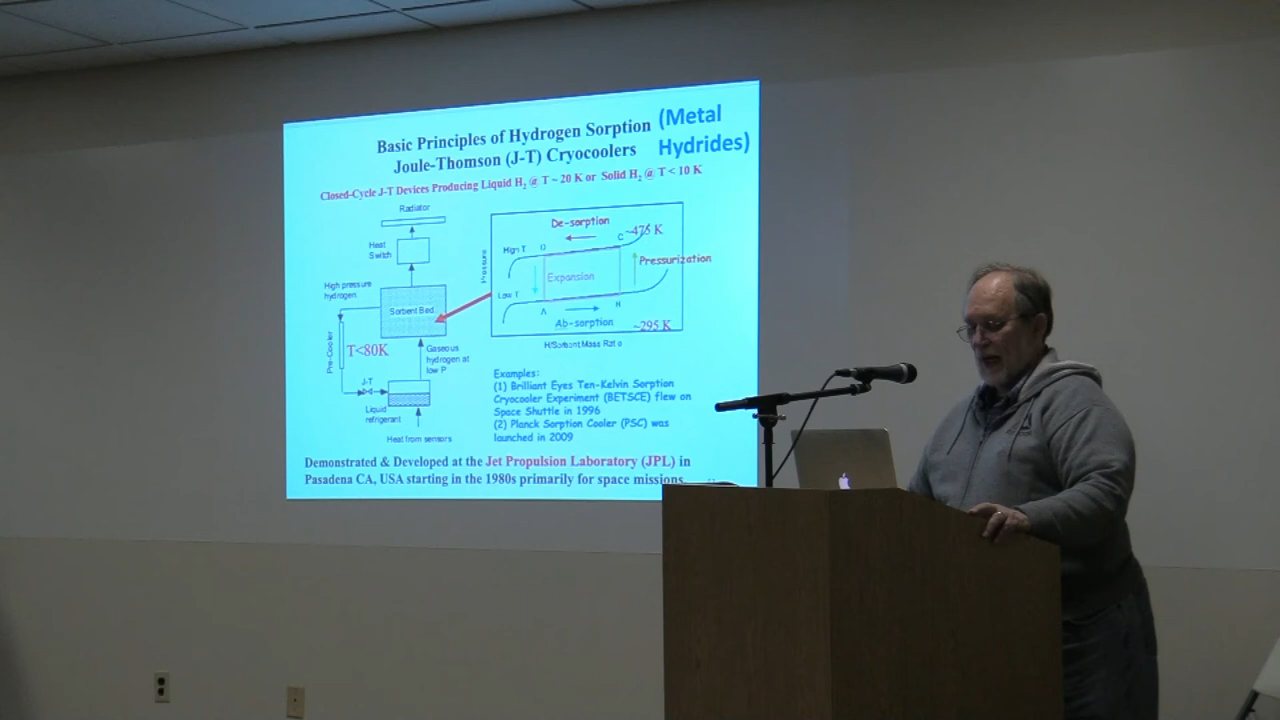 Basic Principles of Hydrogen Sorption (Metal
Joule-Thomson (J-T) Cryocoolers Hydrides)
Closed-Cycle J-T Devices Producing Liquid H2 @ T ~ 20 K or Solid H2 @ T < 10 K
Radiator
Heat
Switch
High pressure
hydrogen
Sorbent Bed
Pre-Cooler
T<80K
Gaseous
hydrogen at
low P
J-T
Liquid
refrigerant
Heat from sensors
De-sorption
~475 K
High T
D
C
Pressure
Pressurization
Expansion
Low T
A
Ab-sorption
~295 K
H/Sorbent Mass Ratio
Examples:
(1) Brilliant Eyes Ten-Kelvin Sorption
Cryocooler Experiment (BETSCE) flew on
Space Shuttle in 1996
(2) Planck Sorption Cooler (PSC) was
launched in 2009
Demonstrated & Developed at the Jet Propulsion Laboratory (JPL) in
Pasadena CA, USA starting in the 1980s primarily for space missions